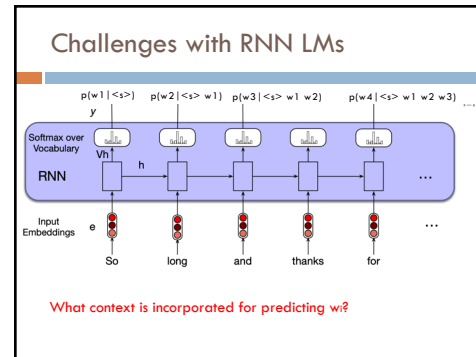 Challenges with RNN LMs
p(w1|<s>) p(w2|<s> w1) p(w3|<s> w1 w2) p(w4|<s> w1 w2 w3)
y
Softmax over
Vocabulary
Vh
h
RNN
...
Input
Embeddings
e
...
So long and thanks for
What context is incorporated for predicting wi?